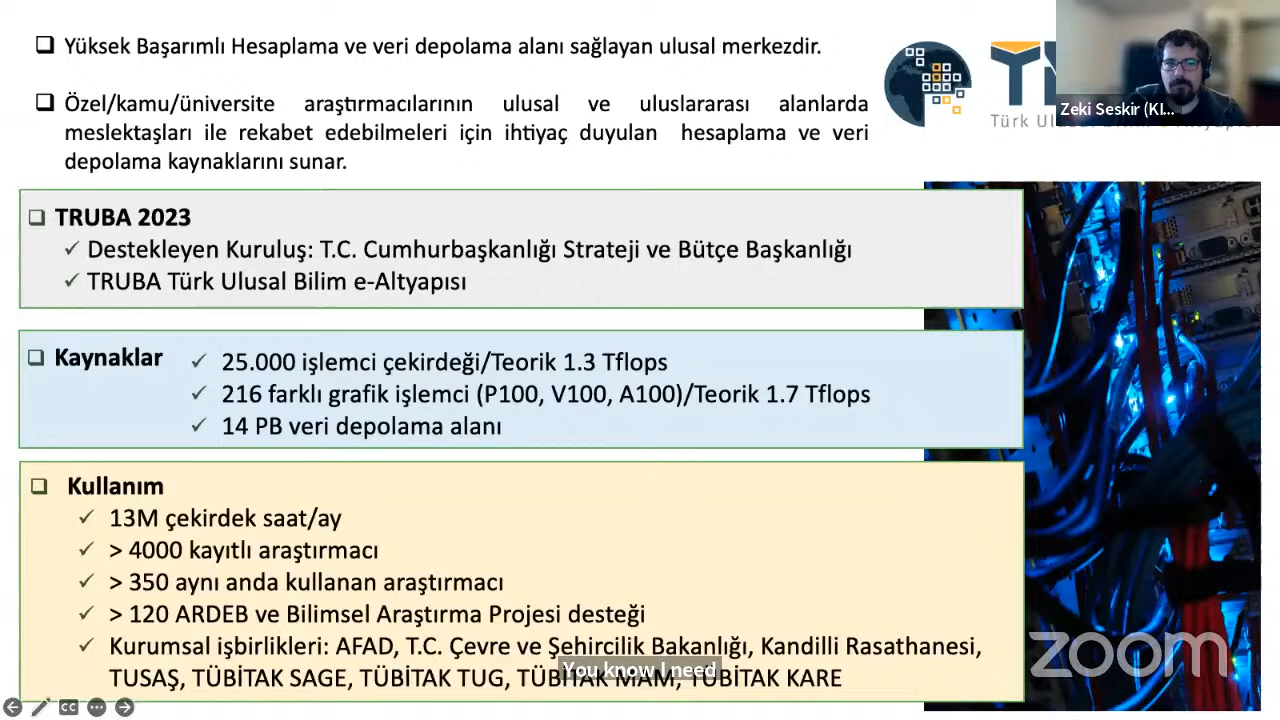 Yüksek Başarımlı Hesaplama ve veri depolama alanı sağlayan ulusal merkezdir.
Özel/kamu/üniversite araştırmacılarının ulusal ve uluslararası alanlarda
meslektaşları ile rekabet edebilmeleri için ihtiyaç duyulan hesaplama ve veri
depolama kaynaklarını sunar.
Türk
Zeki Seskir (KI...
TRUBA 2023
Destekleyen Kuruluş: T.C. Cumhurbaşkanlığı Strateji ve Bütçe Başkanlığı
TRUBA Türk Ulusal Bilim e-Altyapısı
Kaynaklar
25.000 işlemci çekirdeği/Teorik 1.3 Tflops
216 farklı grafik işlemci (P100, V100, A100)/Teorik 1.7 Tflops
14 PB veri depolama alanı
Kullanım
13M çekirdek saat/ay
> 4000 kayıtlı araştırmacı
> 350 aynı anda kullanan araştırmacı
> 120 ARDEB ve Bilimsel Araştırma Projesi desteği
Kurumsal işbirlikleri: AFAD, T.C. Çevre ve Şehircilik Bakanlığı, Kandilli Rasathanesi,
TUSAŞ, TÜBİTAK SAGE, TÜBİTAK TUG, TÜBİTAK MAM, TÜBİTAK KARE
You know I need
zoom
CC